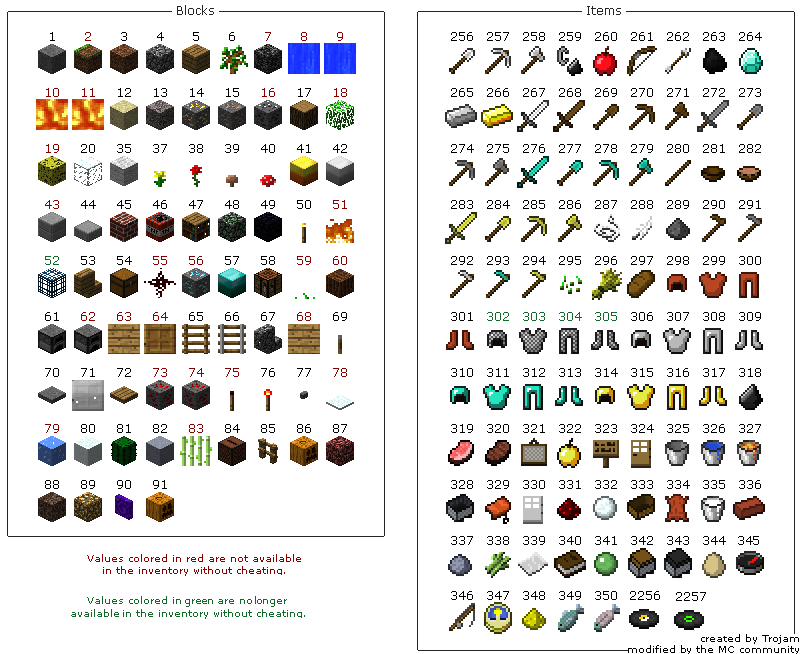 Blocks
1 2 3 4 5 6 7 8 9
10 11 12 13 14 15 16 17 18
19 20 35 37 38 39 40 41 42
43 44 45 46 47 48 49 50 51
52 53 54 55 56 57 58 59 60
61 62 63 64 65 66 67 68 69
70 71 72 73 74 75 76 77 78
79 80 81 82 83 84 85 86 87
88 89 90 91
Values colored in red are not available
in the inventory without cheating.
Values colored in green are no longer
available in the inventory without cheating.
Items
256 257 258 259 260 261 262 263 264
265 266 267 268 269 270 271 272 273
274 275 276 277 278 279 280 281 282
283 284 285 286 287 288 289 290 291
292 293 294 295 296 297 298 299 300
301 302 303 304 305 306 307 308 309
310 311 312 313 314 315 316 317 318
319 320 321 322 323 324 325 326 327
328 329 330 331 332 333 334 335 336
337 338 339 340 341 342 343 344 345
346 347 348 349 350 2256 2257
created by Trojam
modified by the MC community